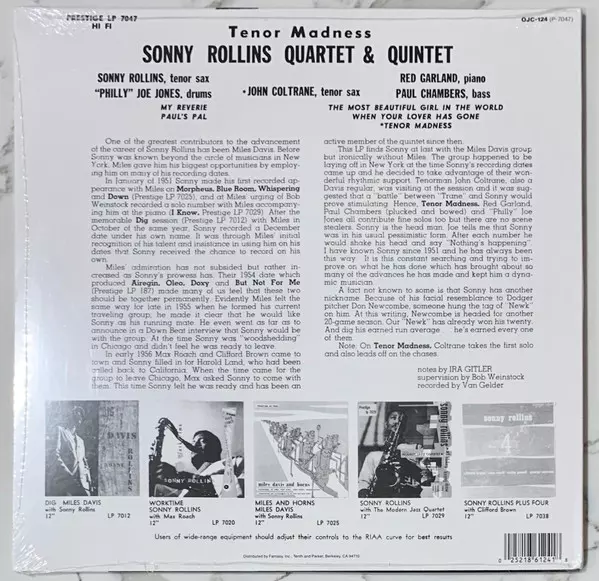 PRESTIGE LP 7047
HI FI
OJC-124 (P-7047)
Tenor Madness
SONNY ROLLINS QUARTET & QUINTET
SONNY ROLLINS, tenor sax
"PHILLY" JOE JONES, drums
•JOHN COLTRANE, tenor sax
RED GARLAND, piano
PAUL CHAMBERS, bass
MY REVERIE
PAUL'S PAL
THE MOST BEAUTIFUL GIRL IN THE WORLD
WHEN YOUR LOVER HAS GONE
*TENOR MADNESS
One of the greatest contributors to the advancement
of the career of Sonny Rollins has been Miles Davis. Before
Sonny was known beyond the circle of musicians in New
York, Miles gave him his biggest opportunities by employ-
ing him on many of his recording dates.
In January of 1951 Sonny made his first recorded ap-
pearance with Miles on Morpheus, Blue Room, Whispering
and Down (Prestige LP 7025), and at Miles' urging of Bob
Weinstock recorded a solo number with Miles accompany-
ing him at the piano (I Know, Prestige LP 7029). After the
memorable Dig session (Prestige LP 7012) with Miles in
October of the same year, Sonny recorded a December
date under his own name. It was through Miles' initial
recognition of his talent and insistance in using him on his
dates that Sonny received the chance to record on his
own.
Miles' admiration has not subsided but rather in-
creased as Sonny's prowess has. Their 1954 date which
produced Airegin, Oleo, Doxy and But Not For Me
(Prestige LP 187) made many of us feel that these two
should be together permanently. Evidently Miles felt the
same way for late in 1955 when he formed his current
traveling group, he made it clear that he would like
Sonny as his running mate. He even went as far as to
announce in a Down Beat interview that Sonny would be
with the group. At the time Sonny was "woodshedding"
in Chicago and didn't feel he was ready to leave.
In early 1956 Max Roach and Clifford Brown came to
town and Sonny filled in for Harold Land, who had been
called back to California. When the time came for the
group to leave Chicago, Max asked Sonny to come with
them. This time Sonny felt he was ready and has been an
active member of the quintet since then.
This LP finds Sonny at last with the Miles Davis group
but ironically without Miles. The group happened to be
laying off in New York at the time Sonny's recording dates
came up and he decided to take advantage of their won-
derful rhythmic support. Tenorman John Coltrane, also a
Davis regular, was visiting at the session and it was sug-
gested that a "battle" between "Trane" and Sonny would
prove stimulating. Hence, Tenor Madness. Red Garland,
Paul Chambers (plucked and bowed) and "Philly" Joe
Jones all contribute fine solos too but there are no scene
stealers. Sonny is the head man. Joe tells me that Sonny
was in his usual pessimistic form. After each number he
would shake his head and say "Nothing's happening".
I have known Sonny since 1951 and he has always been
this way. It is this constant searching and trying to im-
prove on what he has done which has brought about so
many of the advances he has made and kept him a dyna-
mic musician.
A fact not known to some is that Sonny has another
nickname. Because of his facial resemblance to Dodger
pitcher Don Newcombe, someone hung the tag of "Newk"
on him. At this writing, Newcombe is headed for another
20-game season. Our "Newk" has already won his twenty.
And dig his earned run average he's earned every one
of them.
Note: On Tenor Madness, Coltrane takes the first solo
and also leads off on the chases.
notes by IRA GITLER
supervision by Bob Weinstock
recorded by Van Gelder
DIG MILES DAVIS
with Sonny Rollins
12" LP 7012
WORKTIME
SONNY ROLLINS
with Max Roach
12" LP 7020
MILES AND HORNS
MILES DAVIS
with Sonny Rollins
12" LP 7025
SONNY ROLLINS
with The Modern Jazz Quartet
12" LP 7029
SONNY ROLLINS PLUS FOUR
with Clifford Brown
12" LP 7038
Users of wide-range equipment should adjust their controls to the RIAA curve for best results
Distributed by Fantasy, Inc., Tenth and Parker, Berkeley, CA 94710
0 25218 61241 8